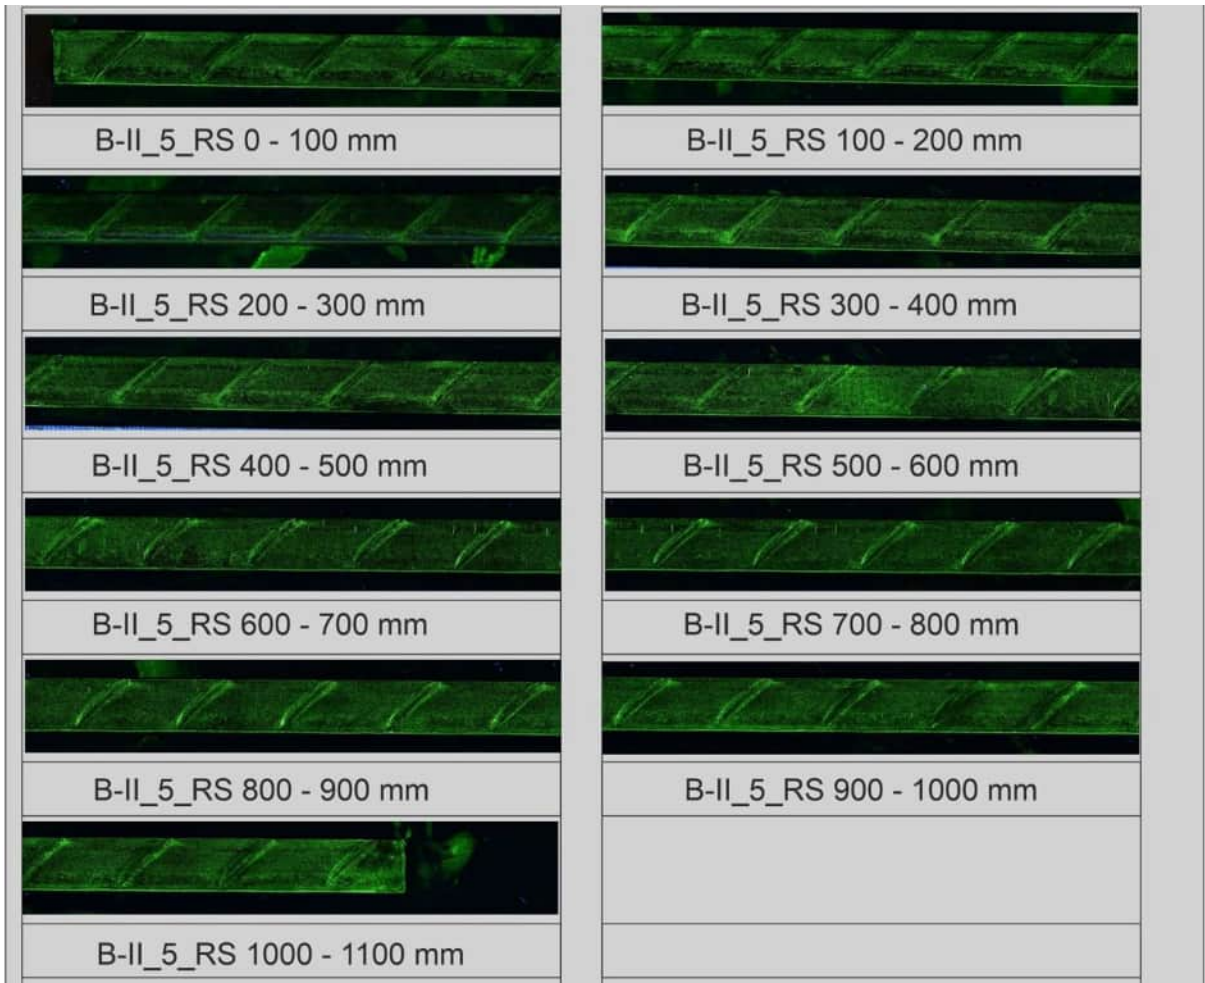 B-II_5_RS 0 - 100 mm
B-II_5_RS 100 - 200 mm
B-II_5_RS 200 - 300 mm
B-II_5_RS 300 - 400 mm
B-II_5_RS 400 - 500 mm
B-II_5_RS 500 - 600 mm
B-II_5_RS 600 - 700 mm
B-II_5_RS 700 - 800 mm
B-II_5_RS 800 - 900 mm
B-II_5_RS 900 - 1000 mm
B-II_5_RS 1000 - 1100 mm